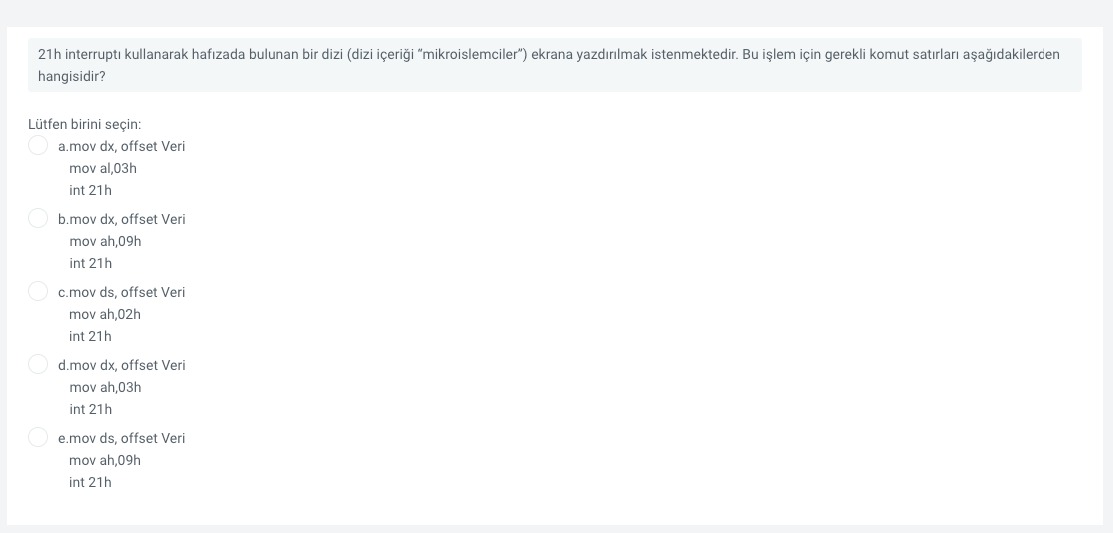 21h interruptı kullanarak hafızada bulunan bir dizi (dizi içeriği “mikroislemciler”) ekrana yazdırılmak istenmektedir. Bu işlem için gerekli komut satırları aşağıdakilerden
hangisidir?
Lütfen birini seçin:
a.mov dx, offset Veri
mov al,03h
int 21h
b.mov dx, offset Veri
mov ah,09h
int 21h
c.mov ds, offset Veri
mov ah,02h
int 21h
d.mov dx, offset Veri
mov ah,03h
int 21h
e.mov ds, offset Veri
mov ah,09h
int 21h